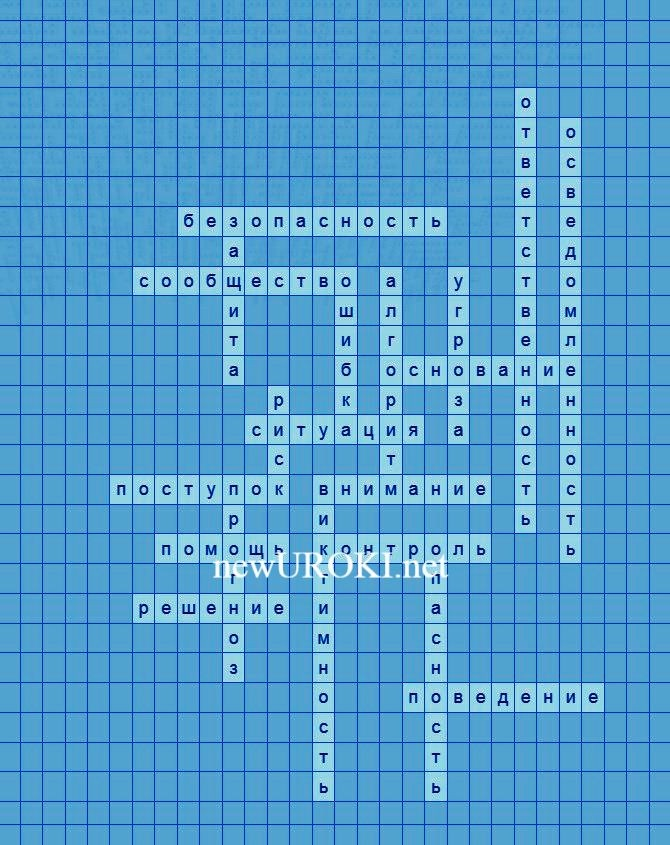 ответственность
осведомленность
безопасность
защита
сообщество
ошибка
алгоритм
угроза
основание
риск
ситуация
поступок
прогноз
внимание
виктимность
помощь
контроль
опасность
newUROKI.net
решение
поведение